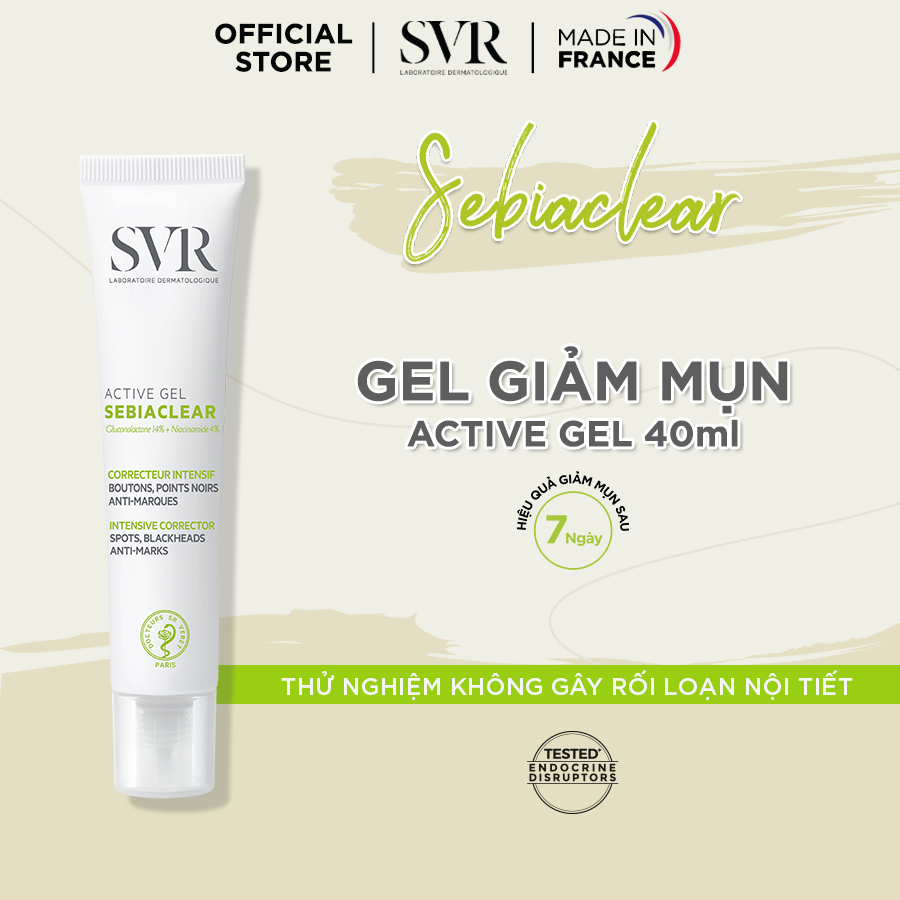 OFFICIAL
STORE
SVR
LABORATOIRE DERMATOLOGIQUE
MADE IN
FRANCE
Sebiaclear
SVR
LABORATOIRE DERMATOLOGIQUE
ACTIVE GEL
SEBIACLEAR
Gluconolactone 14% + Niacinamide 4%
CORRECTEUR INTENSIF
BOUTONS, POINTS NOIRS
ANTI-MARQUES
INTENSIVE CORRECTOR
SPOTS, BLACKHEADS
ANTI-MARKS
DOCTEURS SR VERET
PARIS
GEL GIẢM MỤN
ACTIVE GEL 40ml
HIỆU QUẢ GIẢM MỤN SAU
7 Ngày
THỬ NGHIỆM KHÔNG GÂY RỐI LOẠN NỘI TIẾT
TESTED*
ENDOCRINE
DISRUPTORS